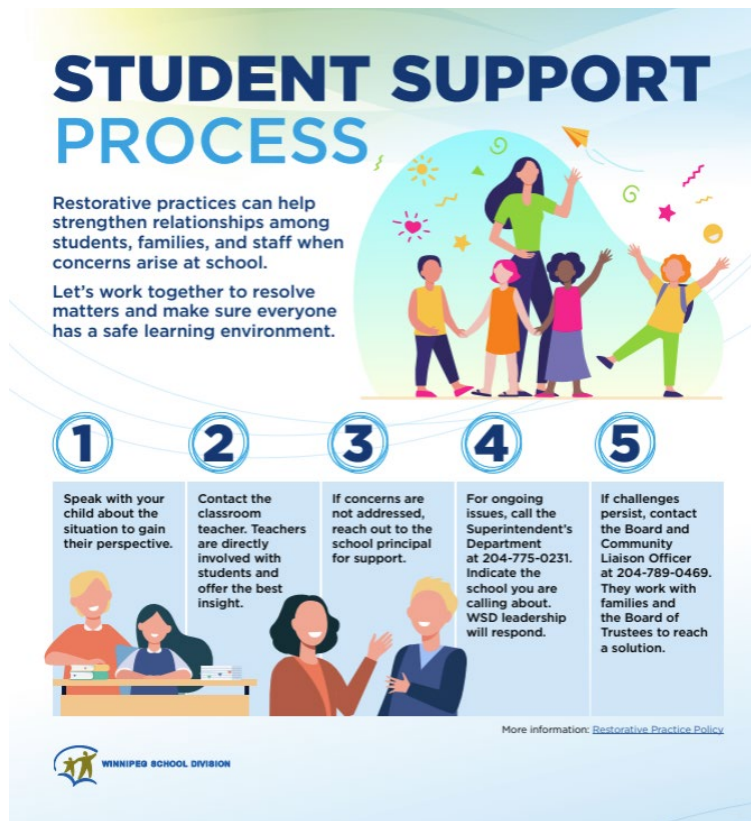 STUDENT SUPPORT
PROCESS
Restorative practices can help
strengthen relationships among
students, families, and staff when
concerns arise at school.
Let's work together to resolve
matters and make sure everyone
has a safe learning environment.
1
Speak with your
child about the
situation to gain
their perspective.
2
Contact the
classroom
teacher. Teachers
are directly
involved with
students and
offer the best
insight.
3
If concerns are
not addressed,
reach out to the
school principal
for support.
4
For ongoing
issues, call the
Superintendent's
Department
at 204-775-0231.
Indicate the
school you are
calling about.
WSD leadership
will respond.
5
If challenges
persist, contact
the Board and
Community
Liaison Officer
at 204-789-0469.
They work with
families and
the Board of
Trustees to reach
a solution.
More information: Restorative Practice Policy
WINNIPEG SCHOOL DIVISION